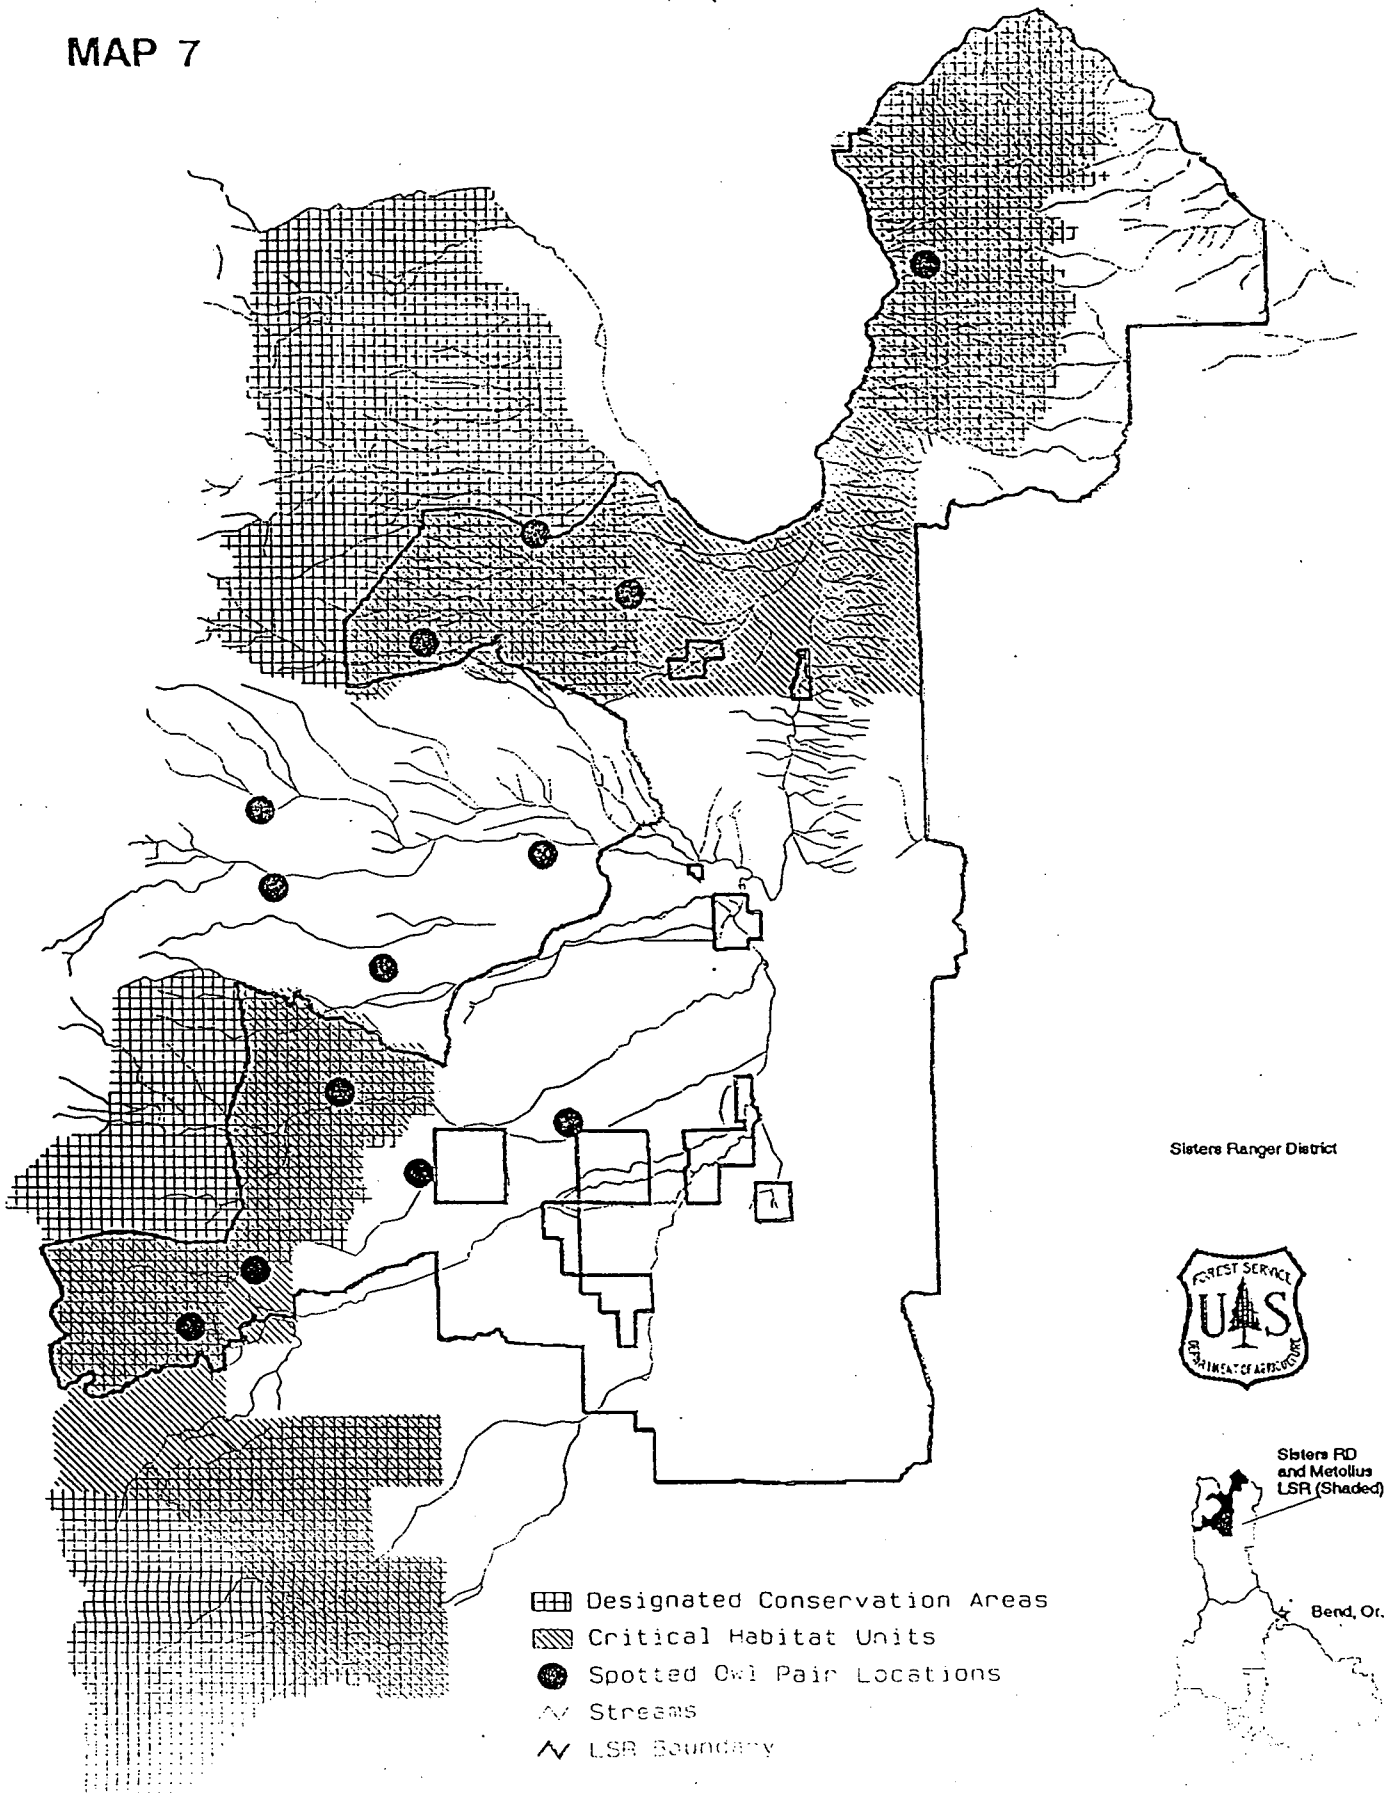 MAP 7
Sisters Ranger District
FOREST SERVICE
U S
DEPARTMENT OF AGRICULTURE
Sisters RD
and Metolius
LSR (Shaded)
Bend, Or.
Designated Conservation Areas
Critical Habitat Units
Spotted Owl Pair Locations
Streams
LSR Boundary